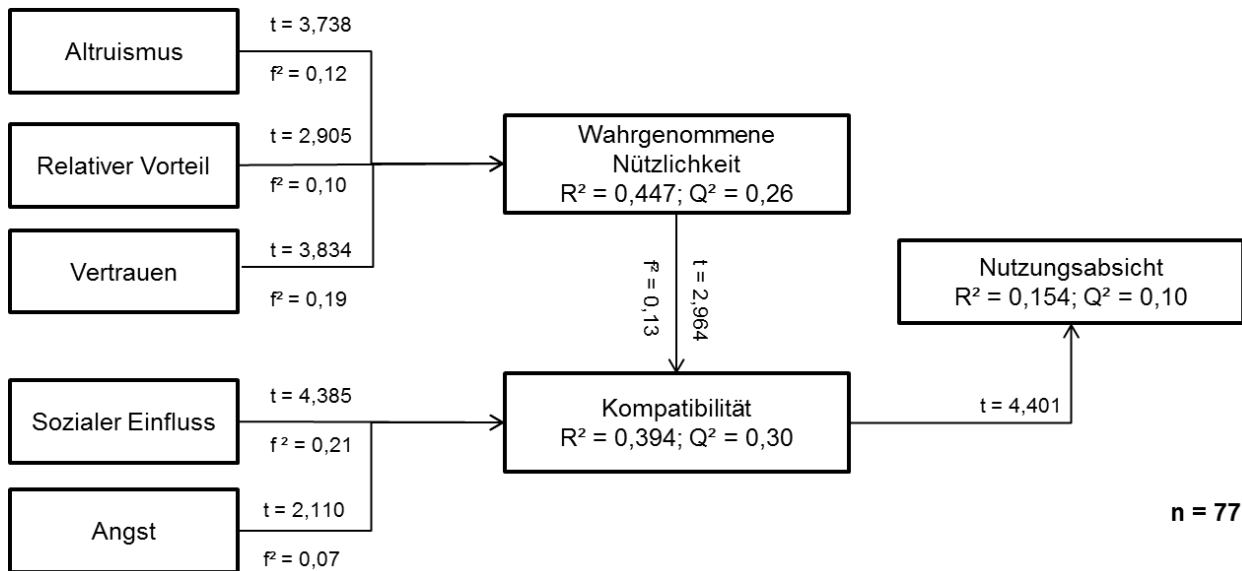 Altruismus
t = 3,738
f² = 0,12
Relativer Vorteil
t = 2,905
f² = 0,10
Vertrauen
t = 3,834
f² = 0,19
Wahrgenommene
Nützlichkeit
R² = 0,447; Q² = 0,26
t = 2,964
f² = 0,13
Sozialer Einfluss
t = 4,385
f ² = 0,21
Angst
t = 2,110
f² = 0,07
Kompatibilität
R² = 0,394; Q² = 0,30
t = 4,401
Nutzungsabsicht
R² = 0,154; Q² = 0,10
n = 77